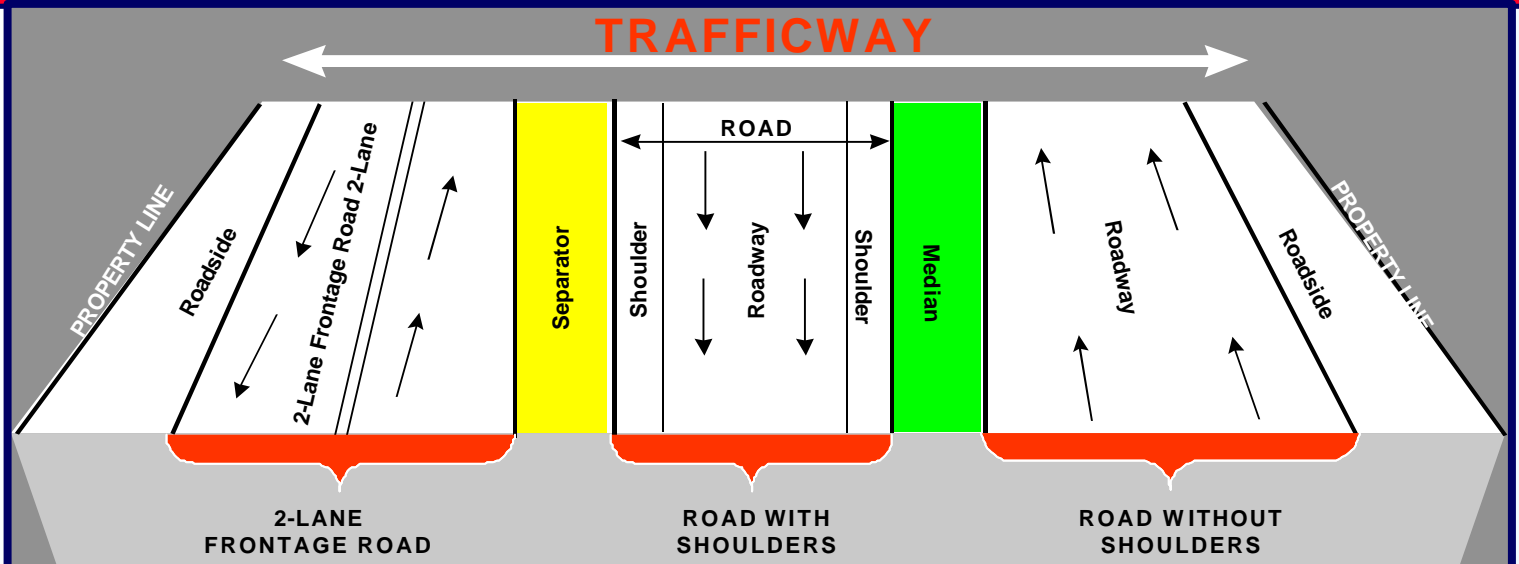 TRAFFICWAY
ROAD
PROPERTY LINE
Roadside
2-Lane Frontage Road 2-Lane
Separator
Shoulder
Roadway
Shoulder
Median
Roadway
Roadside
PROPERTY LINE
2-LANE
FRONTAGE ROAD
ROAD WITH
SHOULDERS
ROAD WITHOUT
SHOULDERS